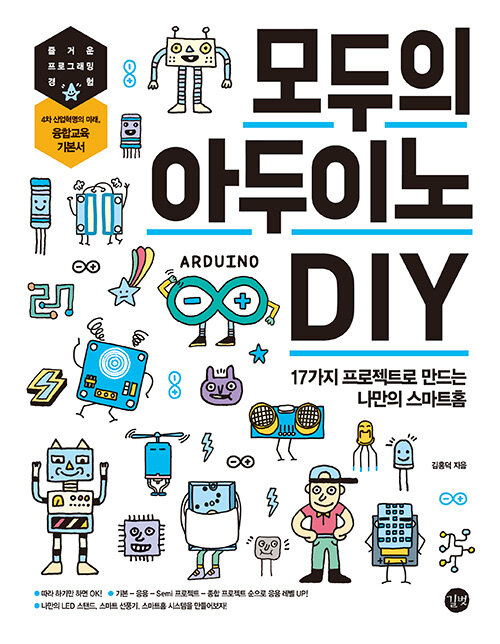 즐거운
프로그래밍
경험
4차 산업혁명의 미래,
융합교육
기본서
모두의
아두이노
DIY
ARDUINO
17가지 프로젝트로 만드는
나만의 스마트홈
김홍덕 지음
● 따라 하기만 하면 OK! ● 기본 – 응용 – Semi 프로젝트 – 종합 프로젝트 순으로 응용 레벨 UP!
● 나만의 LED 스탠드, 스마트 선풍기, 스마트홈 시스템을 만들어보자!
길벗